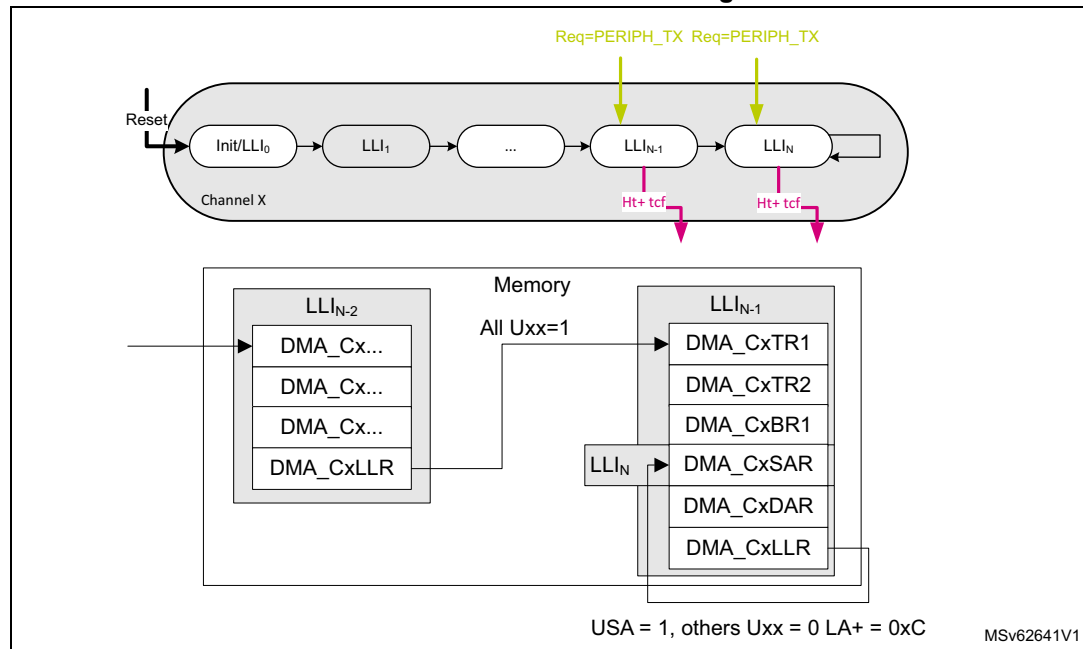 Req=PERIPH_TX Req=PERIPH_TX
Reset
Init/LLI0
LLI1
...
LLIN-1
LLIN
Channel X
Ht+ tcf
Ht+ tcf
Memory
LLIN-2
DMA_Cx...
DMA_Cx...
DMA_Cx...
DMA_CxLLR
All Uxx=1
LLIN-1
DMA_CxTR1
DMA_CxTR2
DMA_CxBR1
LLIN
DMA_CxSAR
DMA_CxDAR
DMA_CxLLR
USA = 1, others Uxx = 0 LA+ = 0xC
MSv62641V1